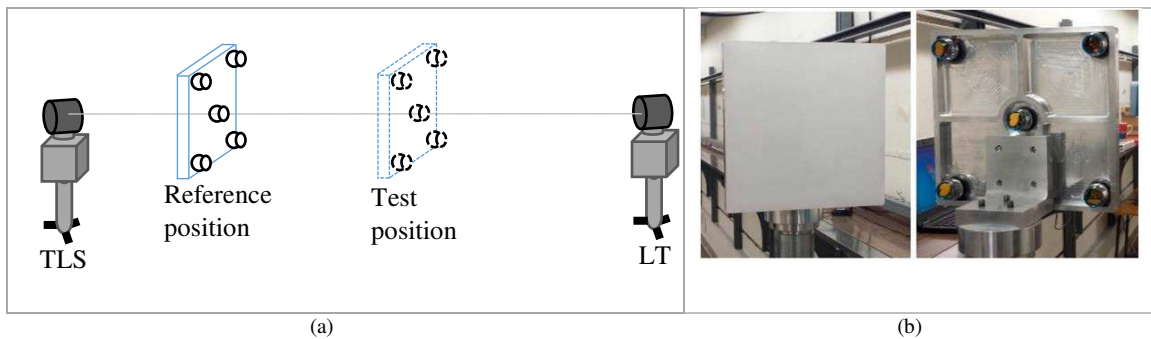 Reference
position
Test
position
TLS
LT
(a)
(b)